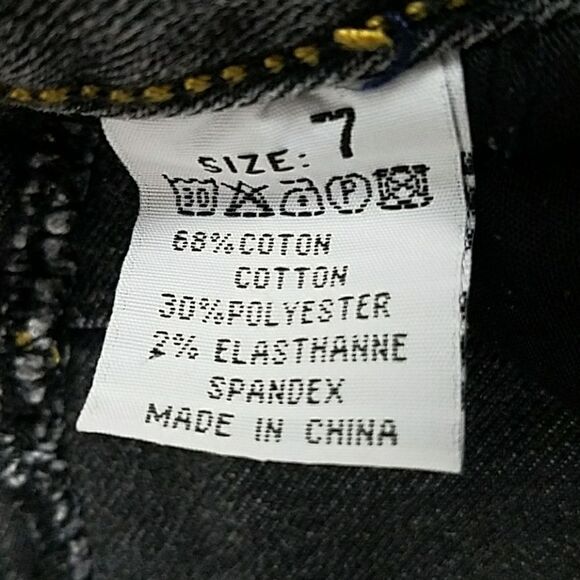 SIZE: 7
30 P
68% COTON
COTTON
30% POLYESTER
2% ELASTHANNE
SPANDEX
MADE IN CHINA